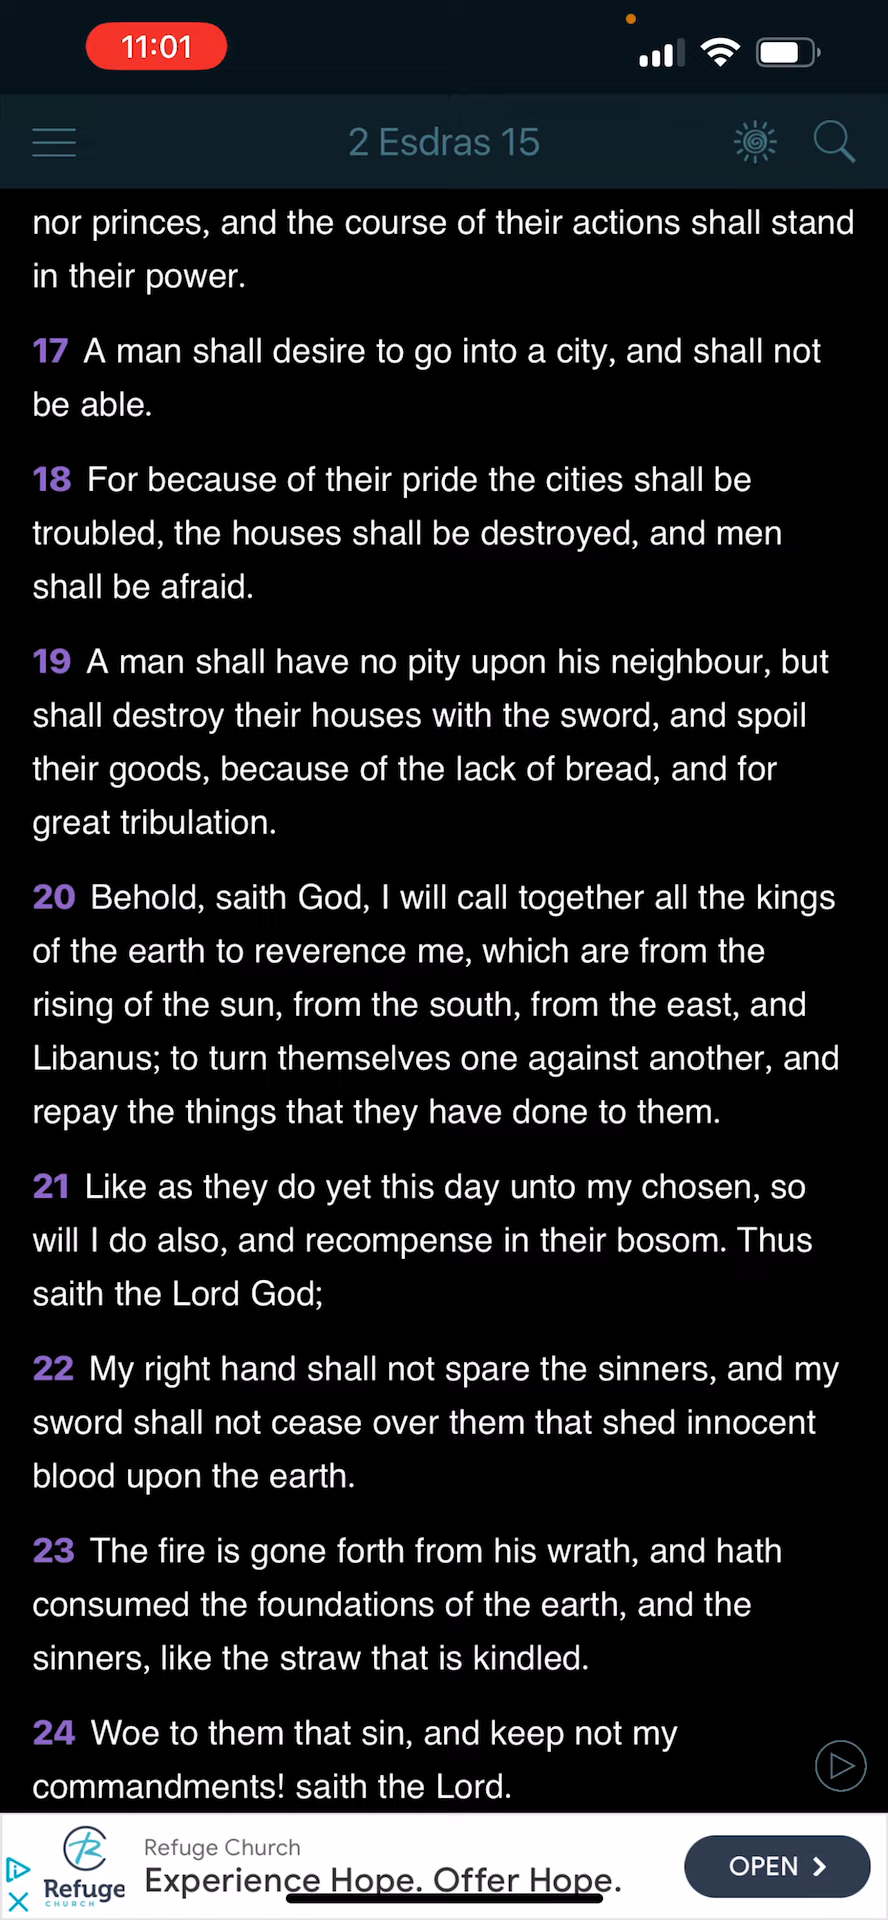 11:01
2 Esdras 15
nor princes, and the course of their actions shall stand
in their power.
17 A man shall desire to go into a city, and shall not
be able.
18 For because of their pride the cities shall be
troubled, the houses shall be destroyed, and men
shall be afraid.
19 A man shall have no pity upon his neighbour, but
shall destroy their houses with the sword, and spoil
their goods, because of the lack of bread, and for
great tribulation.
20 Behold, saith God, I will call together all the kings
of the earth to reverence me, which are from the
rising of the sun, from the south, from the east, and
Libanus; to turn themselves one against another, and
repay the things that they have done to them.
21 Like as they do yet this day unto my chosen, so
will I do also, and recompense in their bosom. Thus
saith the Lord God;
22 My right hand shall not spare the sinners, and my
sword shall not cease over them that shed innocent
blood upon the earth.
23 The fire is gone forth from his wrath, and hath
consumed the foundations of the earth, and the
sinners, like the straw that is kindled.
24 Woe to them that sin, and keep not my
commandments! saith the Lord.
Refuge Church
Experience Hope. Offer Hope.
OPEN
Refuge
CHURCH